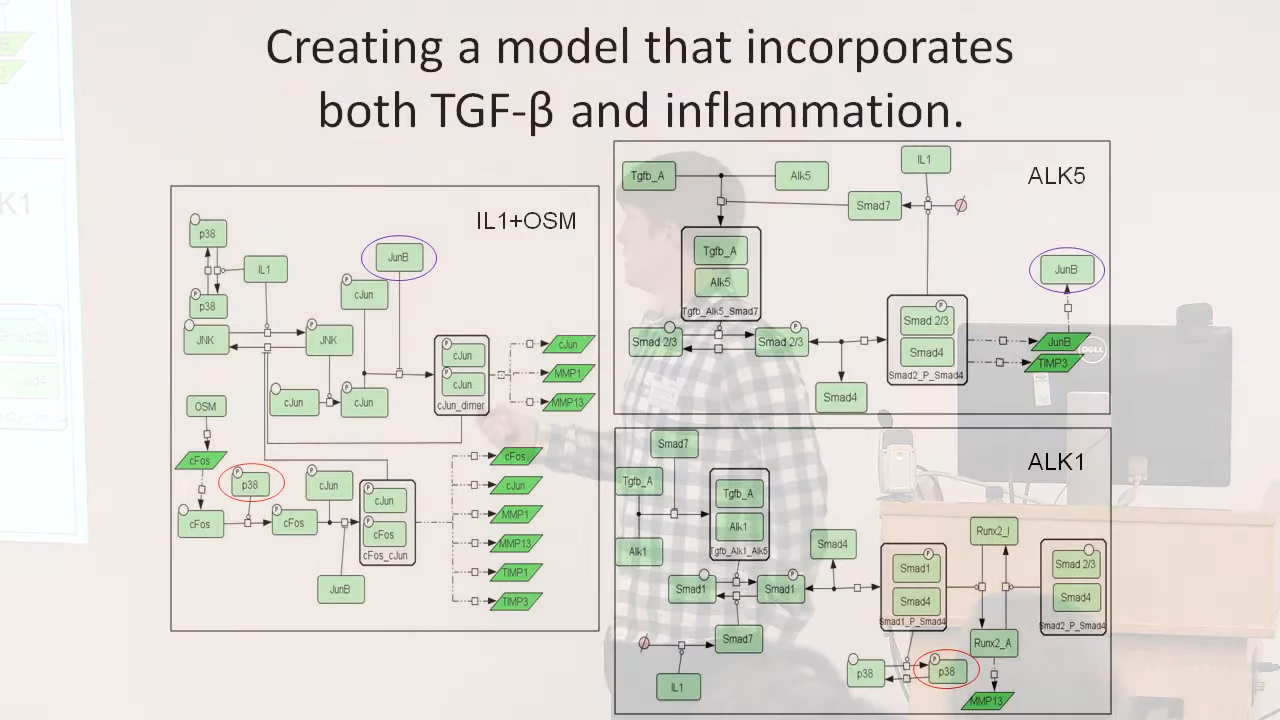 Creating a model that incorporates
both TGF-β and inflammation.
IL1+OSM
p38
IL1
JunB
p38
cJun
JNK
JNK
cJun
cJun
cJun
MMP1
cJun
cJun
cJun
cJun_dimer
MMP13
OSM
cFos
cFos
p38
cJun
cJun
cJun
MMP1
cFos
cFos
cFos
MMP13
cFos_cJun
TIMP1
JunB
TIMP3
ALK5
Tgfb_A
Alk5
IL1
Smad7
Tgfb_A
Alk5
Tgfb_Alk5_Smad7
JunB
Smad 2/3
Smad 2/3
Smad 2/3
Smad4
Smad2_P_Smad4
JunB
TIMP3
DELL
Smad4
ALK1
Smad7
Tgfb_A
Tgfb_A
Alk1
Alk1
Tgfb_Alk1_Alk5
Smad4
Runx2_I
Smad1
Smad1
Smad1
Smad4
Smad1_P_Smad4
Smad 2/3
Smad4
Smad2_P_Smad4
Smad7
IL1
Runx2_A
p38
p38
MMP13
K1